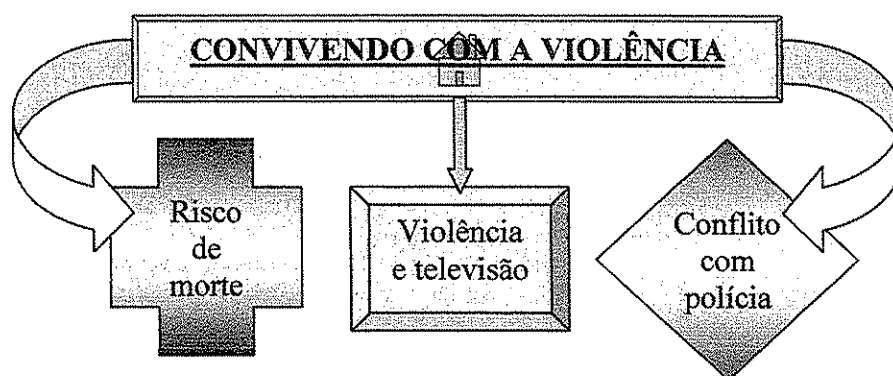 CONVIVENDO COM A VIOLÊNCIA
Risco
de
morte
Violência
e televisão
Conflito
com
polícia